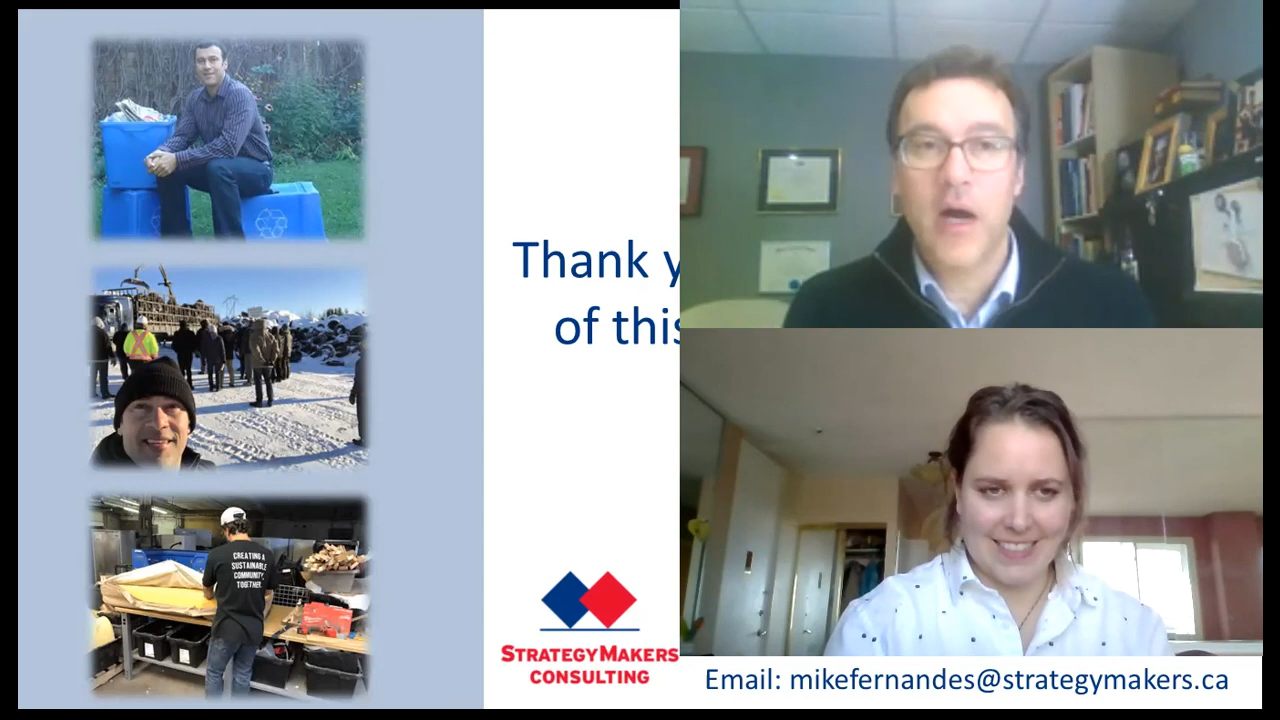 Thank y
of this
CREATING A
SUSTAINABLE
COMMUNITY,
TOGETHER.
STRATEGYMAKERS
CONSULTING
Email: mikefernandes@strategymakers.ca